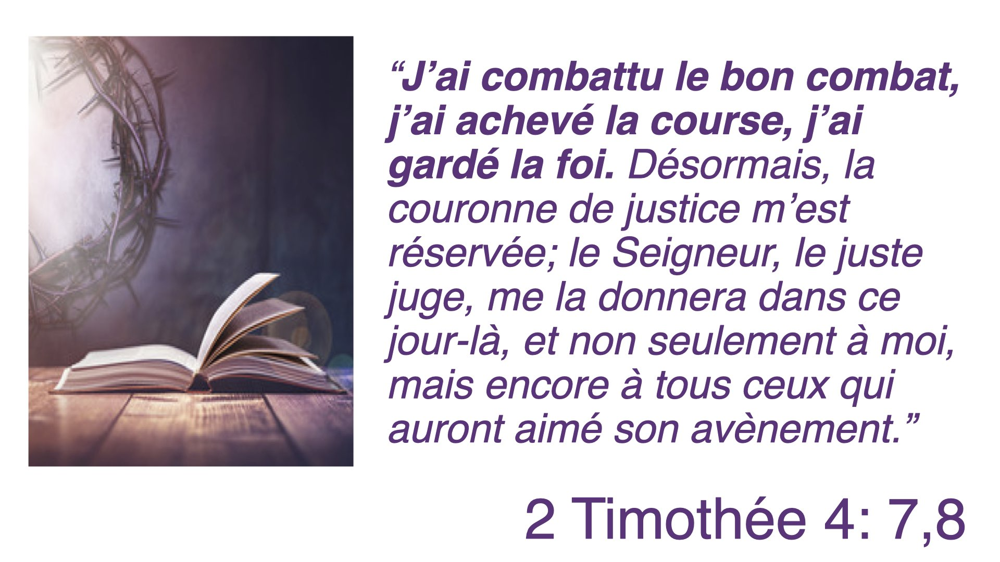 “J’ai combattu le bon combat,
j’ai achevé la course, j’ai
gardé la foi. Désormais, la
couronne de justice m’est
réservée; le Seigneur, le juste
juge, me la donnera dans ce
jour-là, et non seulement à moi,
mais encore à tous ceux qui
auront aimé son avènement.”
2 Timothée 4: 7,8